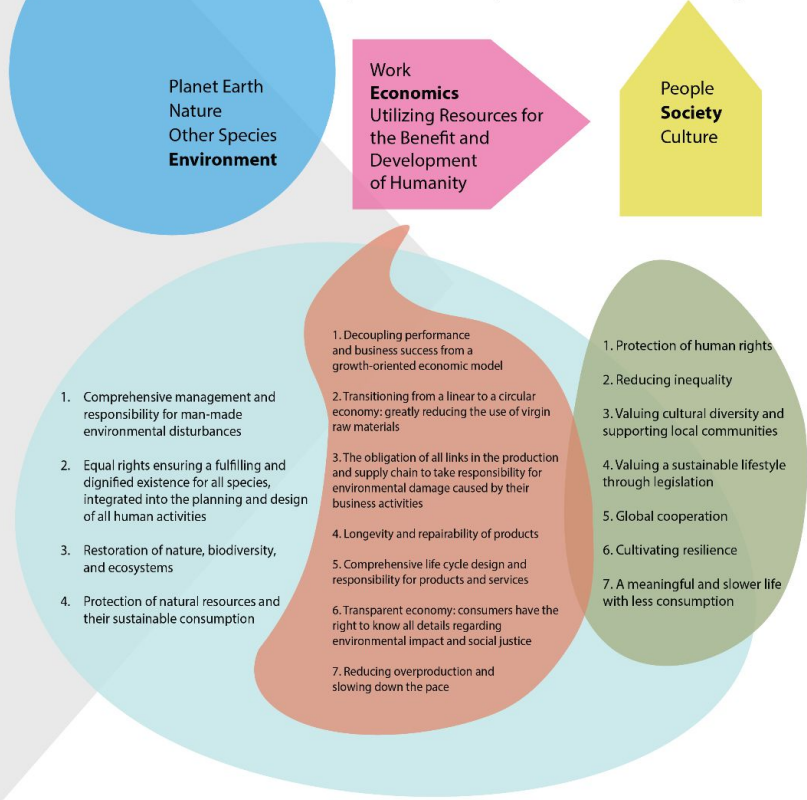 Planet Earth
Nature
Other Species
Environment
Work
Economics
Utilizing Resources for
the Benefit and
Development
of Humanity
People
Society
Culture
1. Comprehensive management and
responsibility for man-made
environmental disturbances
2. Equal rights ensuring a fulfilling and
dignified existence for all species,
integrated into the planning and design
of all human activities
3. Restoration of nature, biodiversity,
and ecosystems
4. Protection of natural resources and
their sustainable consumption
1. Decoupling performance
and business success from a
growth-oriented economic model
2. Transitioning from a linear to a circular
economy: greatly reducing the use of virgin
raw materials
3. The obligation of all links in the production
and supply chain to take responsibility for
environmental damage caused by their
business activities
4. Longevity and repairability of products
5. Comprehensive life cycle design and
responsibility for products and services
6. Transparent economy: consumers have the
right to know all details regarding
environmental impact and social justice
7. Reducing overproduction and
slowing down the pace
1. Protection of human rights
2. Reducing inequality
3. Valuing cultural diversity and
supporting local communities
4. Valuing a sustainable lifestyle
through legislation
5. Global cooperation
6. Cultivating resilience
7. A meaningful and slower life
with less consumption